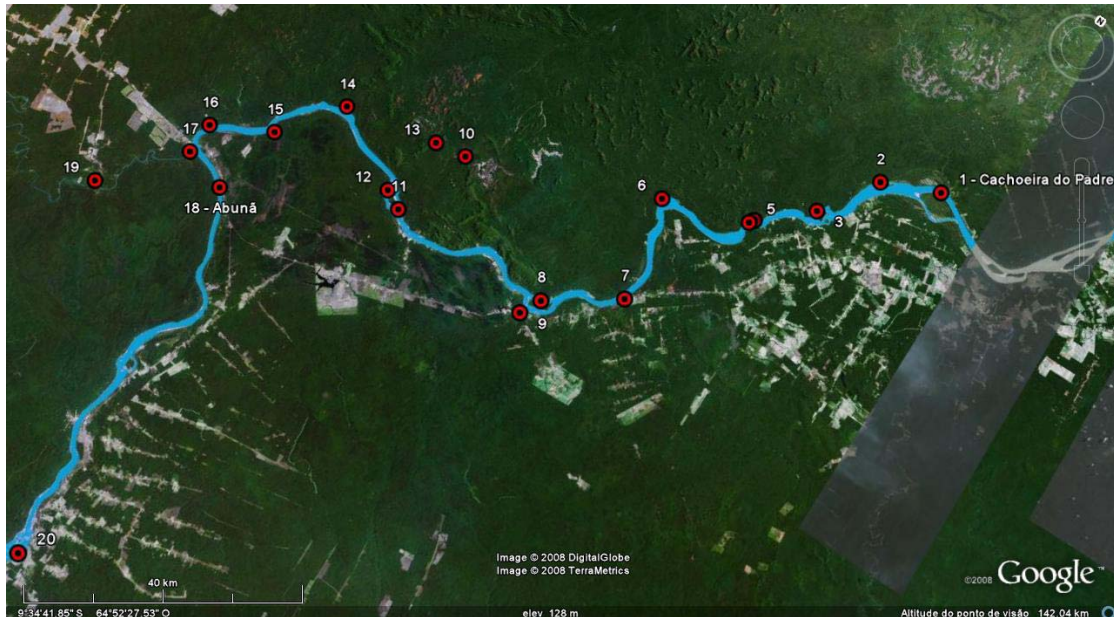 N
14
16
15
2
17
13
10
1 - Cachoeira do Padre
19
12
11
6
5
3
18 - Abunã
8
7
9
20
40 km
Image © 2008 DigitalGlobe
Image © 2008 TerraMetrics
©2008 Google™
9°34'41.85" S 64°52'27.53" O
elev 128 m
Altitude do ponto de visão 142.04 km